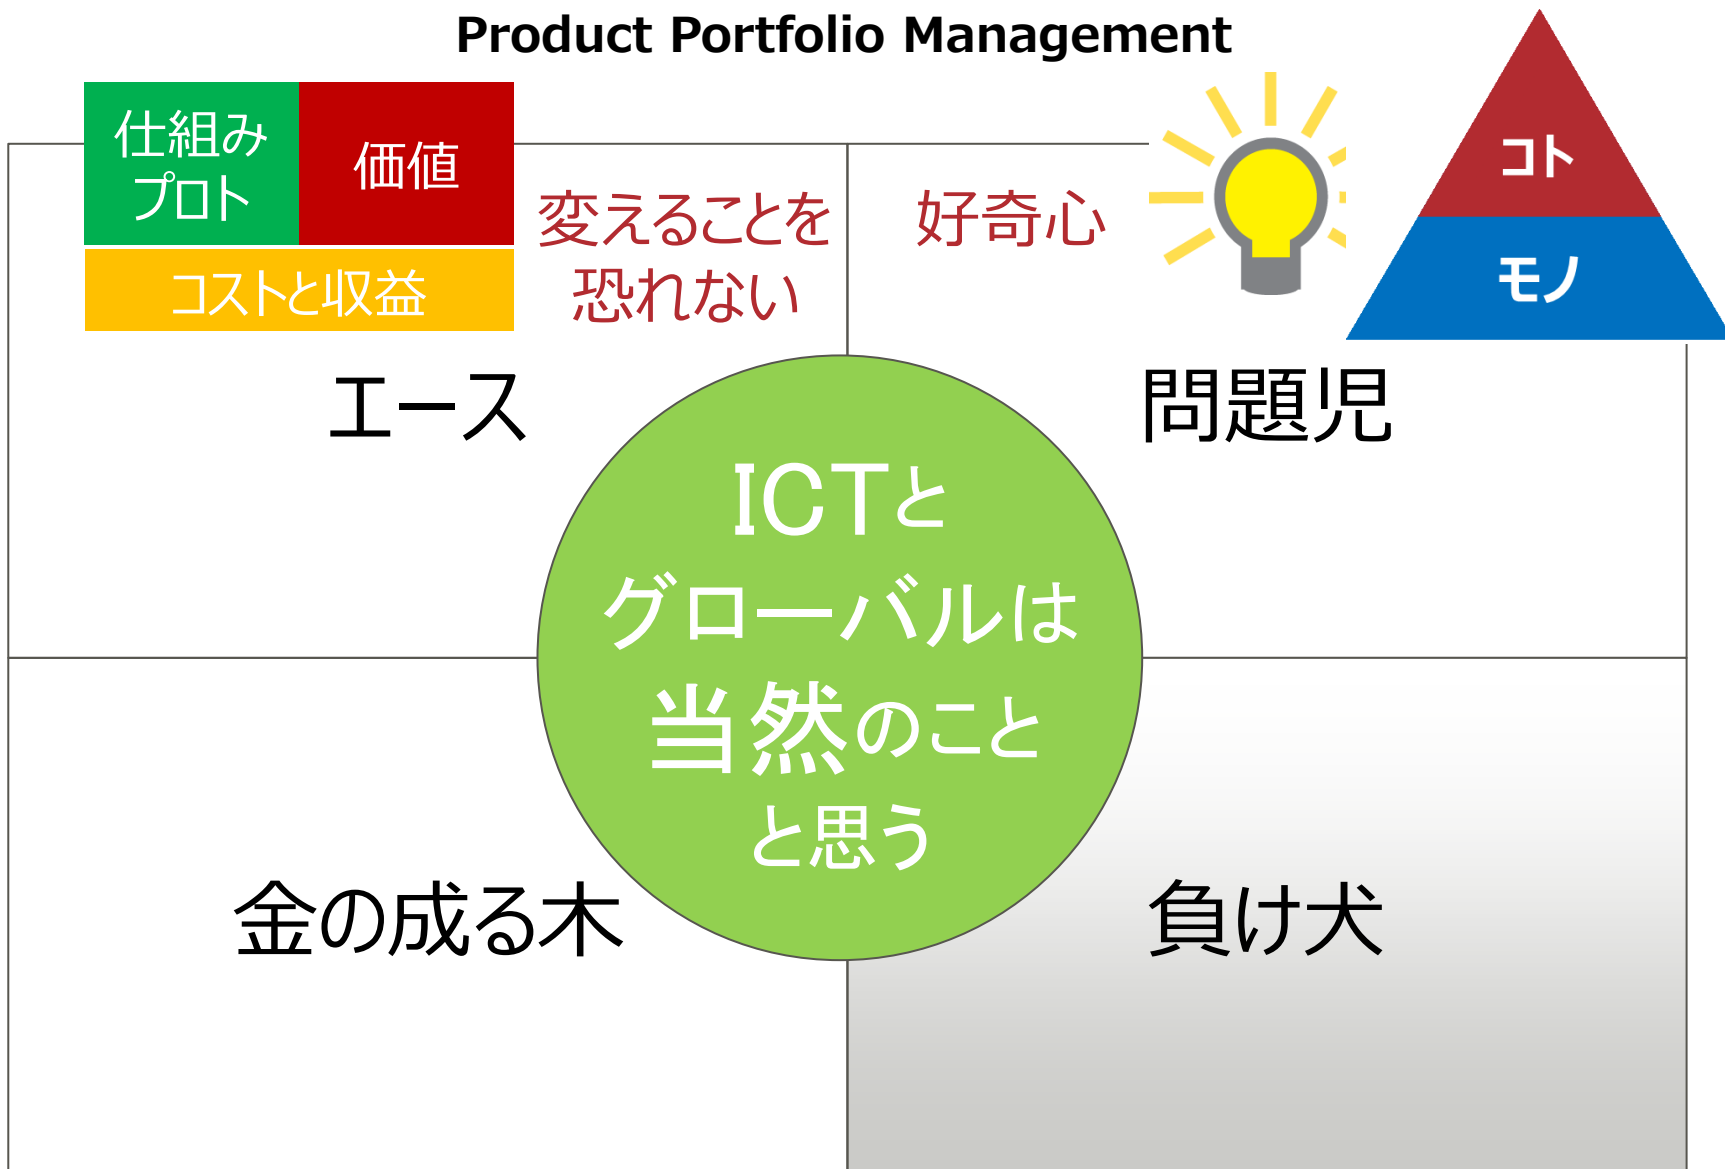 Product Portfolio Management
仕組み
プロト
価値
コストと収益
変えることを
恐れない
好奇心
コト
モノ
エース
問題児
ICTと
グローバルは
当然のこと
と思う
金の成る木
負け犬